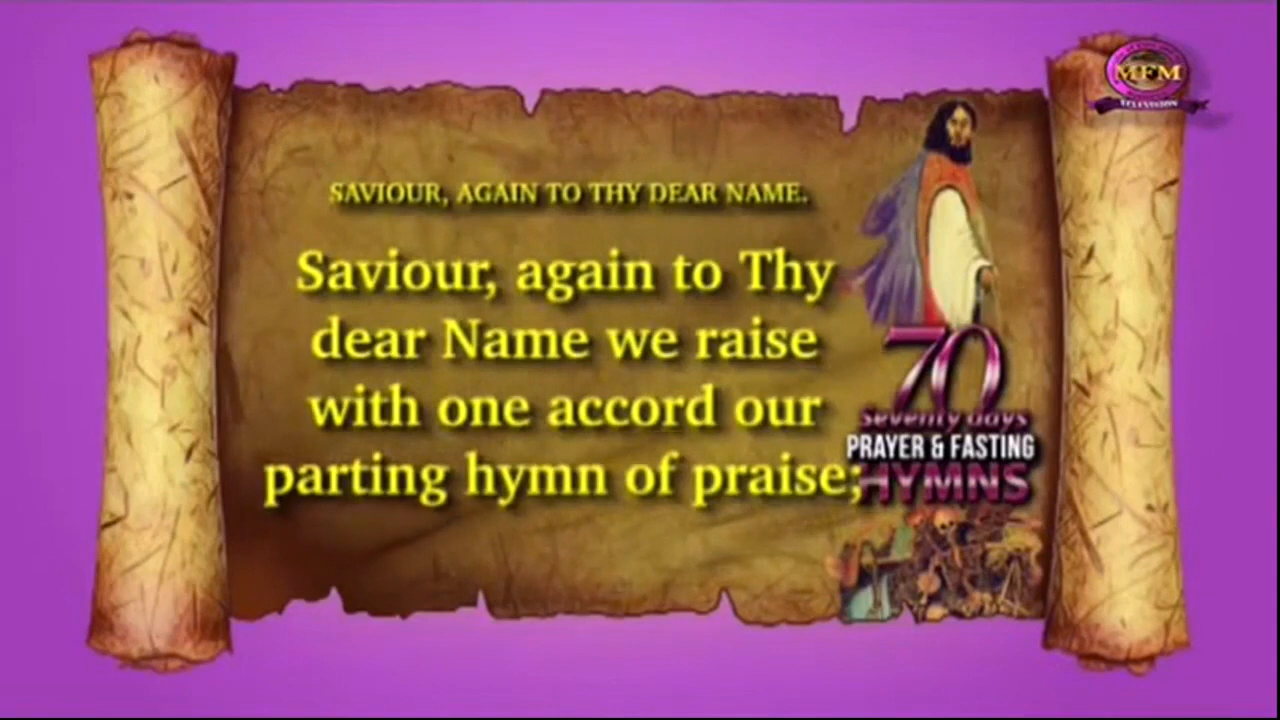 MFM
TELEVISION
SAVIOUR, AGAIN TO THY DEAR NAME.
Saviour, again to Thy
dear Name we raise
with one accord our
parting hymn of praise;
70
Seventy days
PRAYER & FASTING
HYMNS